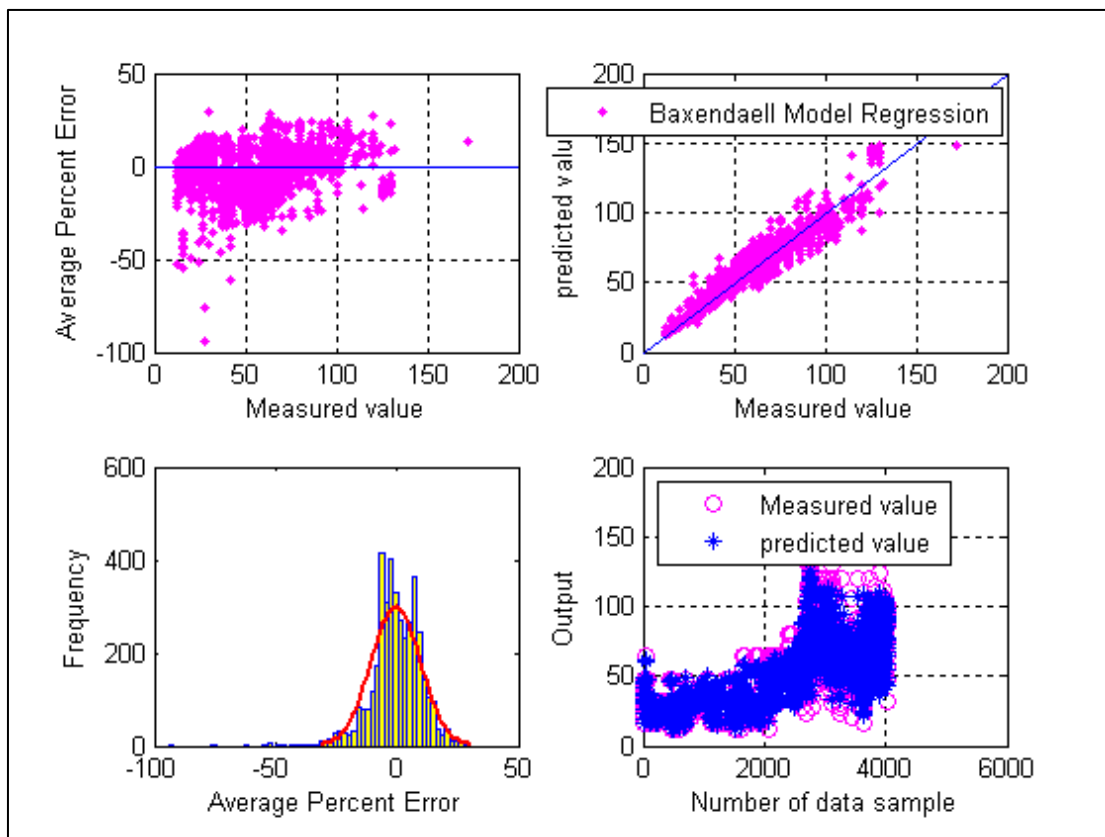 50
0
-50
-100
Average Percent Error
0 50 100 150 200
Measured value
200
150
100
50
0
predicted valu
Baxendaell Model Regression
0 50 100 150 200
Measured value
600
400
200
0
Frequency
-100 -50 0 50
Average Percent Error
200
150
100
50
0
Output
Measured value
predicted value
0 2000 4000 6000
Number of data sample